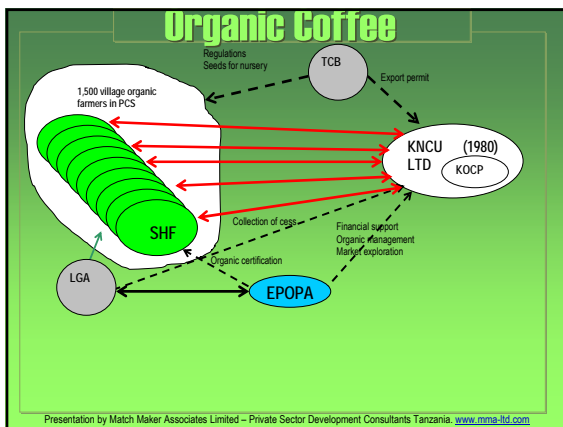 Organic Coffee
Regulations
Seeds for nursery
TCB
Export permit
1,500 village organic
farmers in PCS
KNCU (1980)
LTD
KOCP
SHF
Collection of cess
Financial support
Organic management
Market exploration
Organic certification
LGA
EPOPA
Presentation by Match Maker Associates Limited – Private Sector Development Consultants Tanzania. www.mma-ltd.com